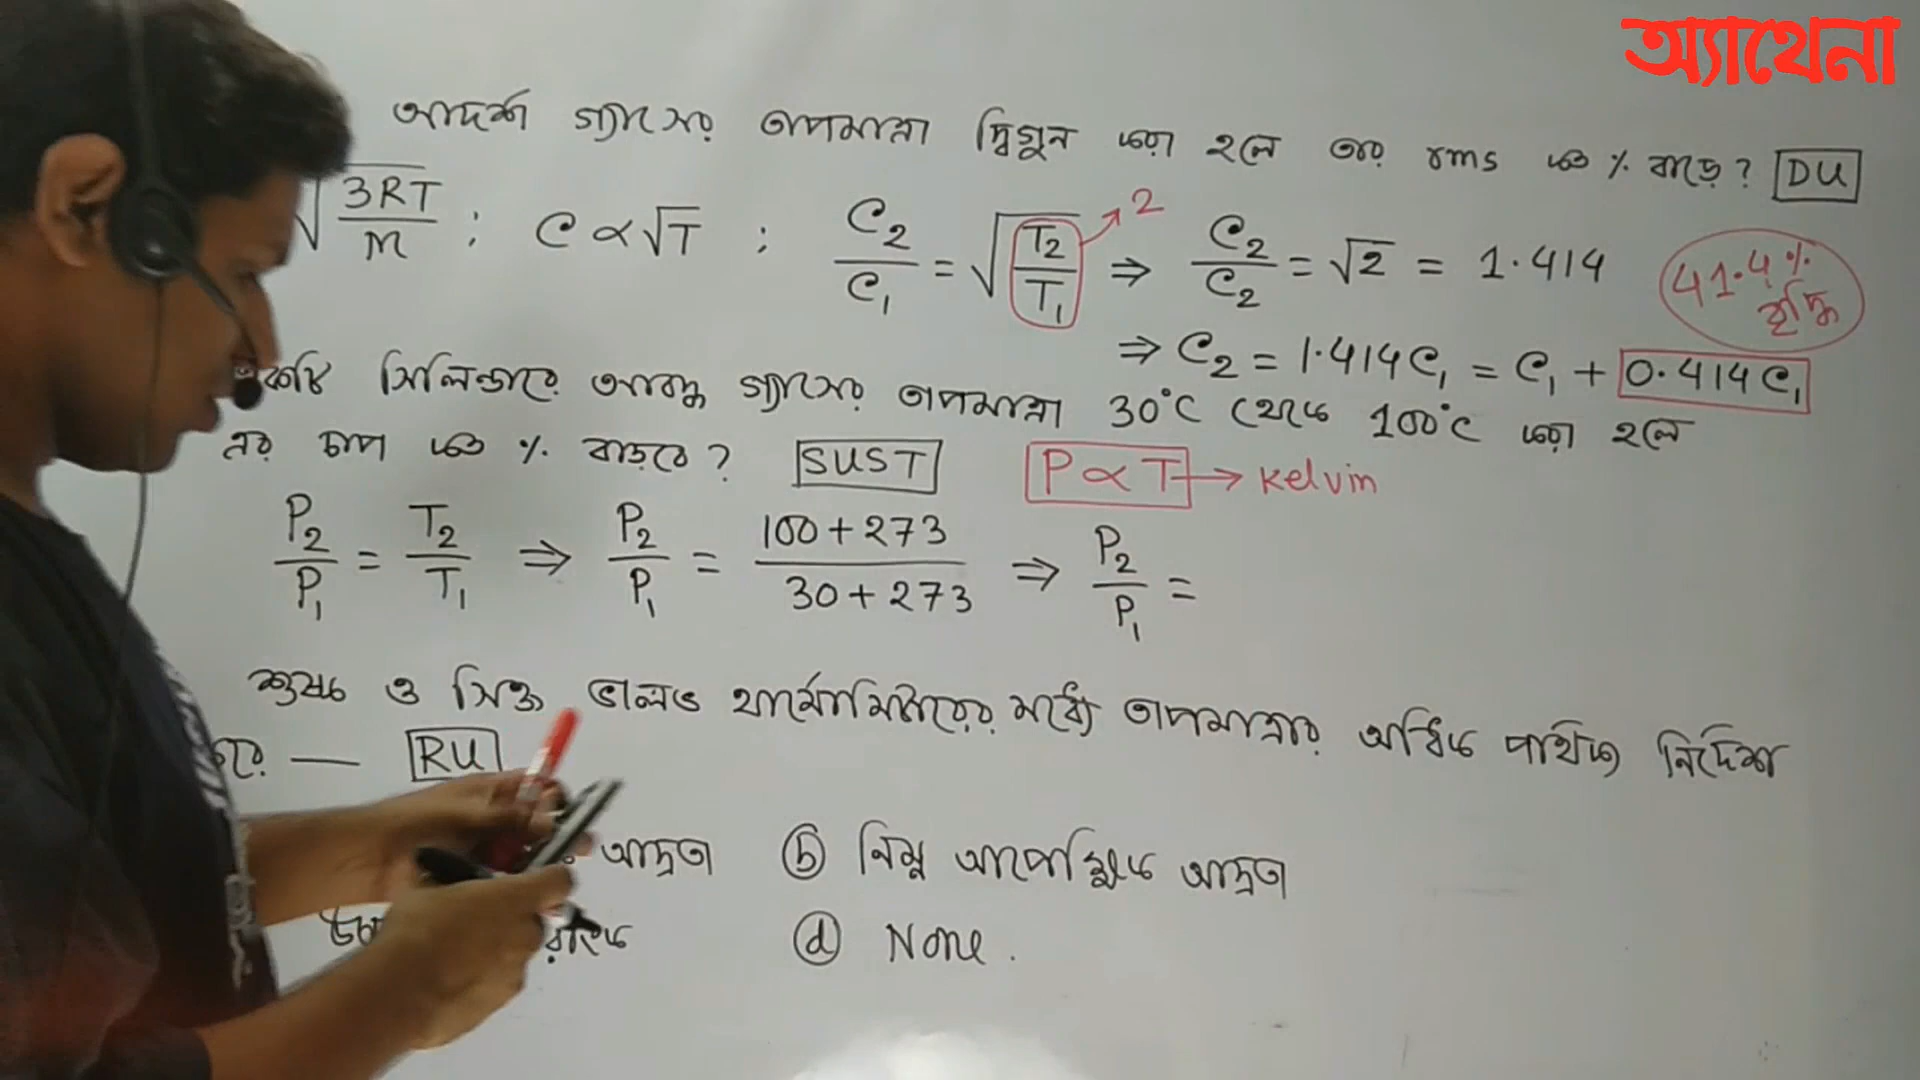 অ্যাথেনা
আদর্শ গ্যাসের তাপমাত্রা দ্বিগুন করা হলে তার rms কত % বাড়ে? DU
√(3RT/M) ; C ∝ √T ; C₂/C₁ = √(T₂/T₁) → 2 ⇒ C₂/C₂ = √2 = 1.414
41.4% বৃদ্ধি
⇒ C₂ = 1.414C₁ = C₁ + 0.414C₁
একটি সিলিন্ডারে আবদ্ধ গ্যাসের তাপমাত্রা 30°C থেকে 100°C করা হলে
এর চাপ কত % বাড়বে? SUST P ∝ T → Kelvin
P₂/P₁ = T₂/T₁ ⇒ P₂/P₁ = (100+273)/(30+273) ⇒ P₂/P₁ =
শুষ্ক ও সিক্ত ভালভ থার্মোমিটারের মধ্যে তাপমাত্রার অধিক পার্থক্য নির্দেশ
করে — RU
আদ্রতা (b) নিম্ন আপেক্ষিক আদ্রতা
(d) None.